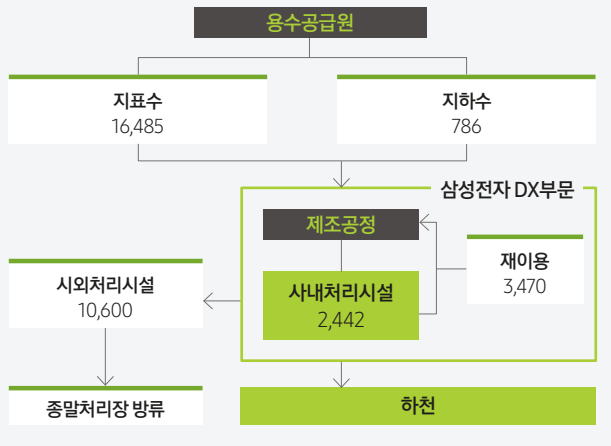 용수공급원
지표수
16,485
지하수
786
삼성전자 DX부문
제조공정
재이용
3,470
사내처리시설
2,442
시외처리시설
10,600
종말처리장 방류
하천